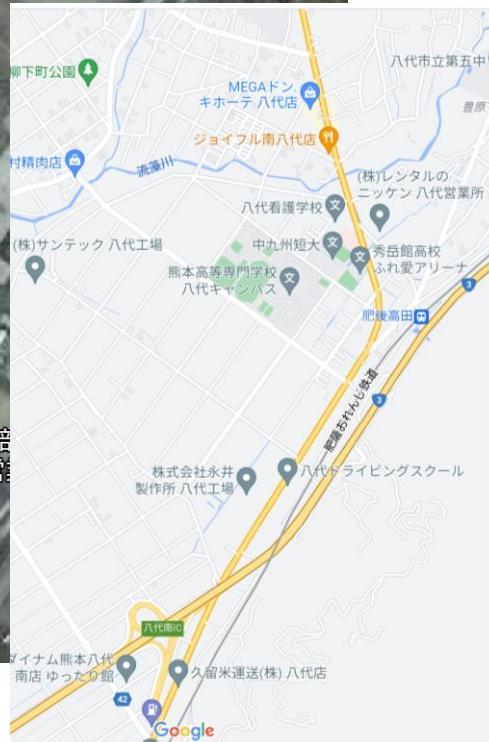 柳下町公園
八代市立第五中
MEGAドン.
キホーテ 八代店
豊原
ジョイフル南八代店
村精肉店
流藻川
(株)レンタルの
ニッケン 八代営業所
八代看護学校
(株)サンテック 八代工場
中九州短大
秀岳館高校
ふれ愛アリーナ
熊本高等専門学校
八代キャンパス
3
肥後高田
肥薩おれんじ鉄道
3
株式会社永井
製作所 八代工場
八代ドライビングスクール
八代南IC
ダイナム熊本八代
南店 ゆったり館
久留米運送(株) 八代店
42
Google